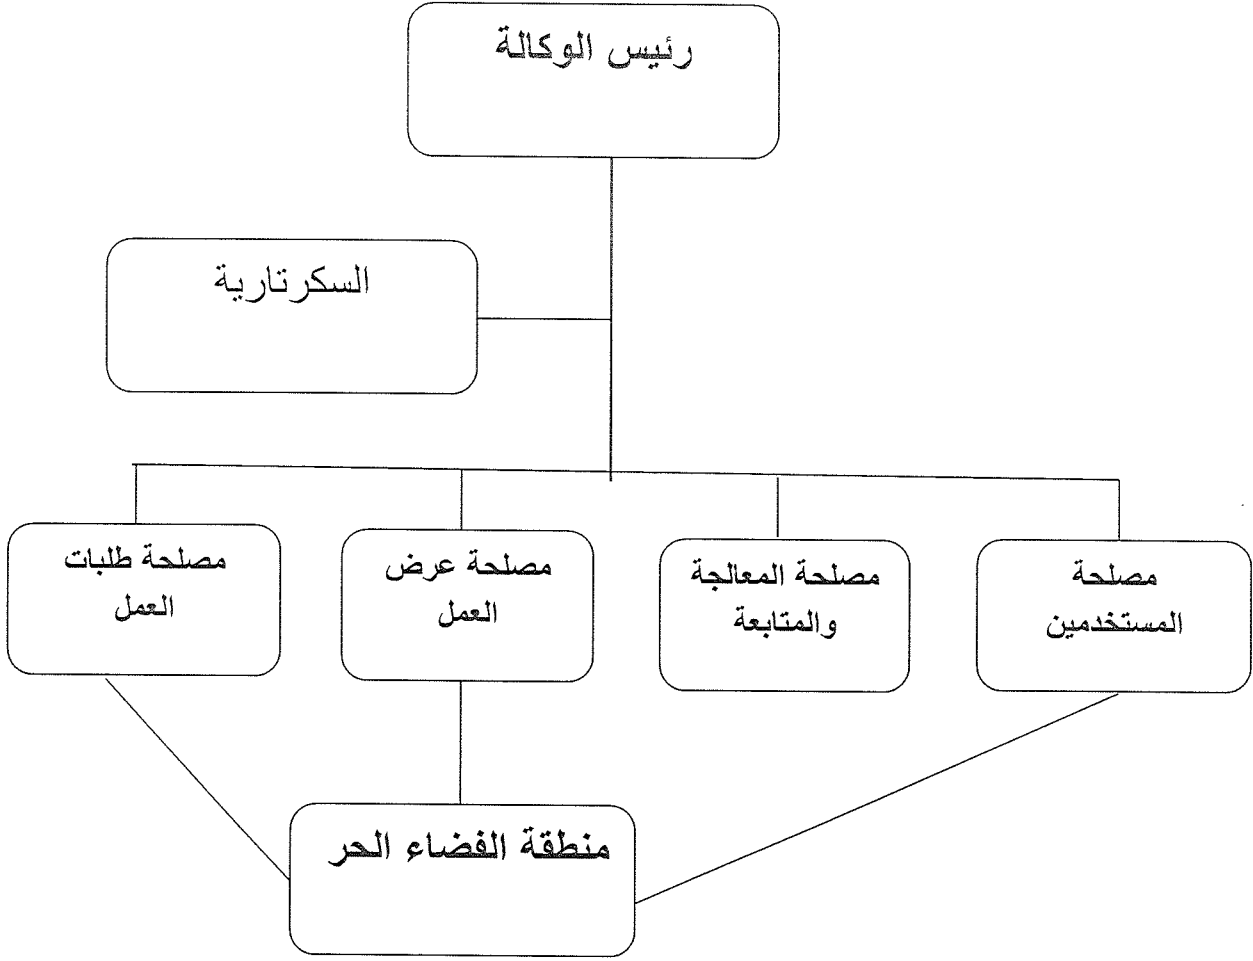 رئيس الوكالة
السكرتارية
مصلحة
المستخدمين
مصلحة المعالجة
والمتابعة
مصلحة عرض
العمل
مصلحة طلبات
العمل
منطقة الفضاء الحر